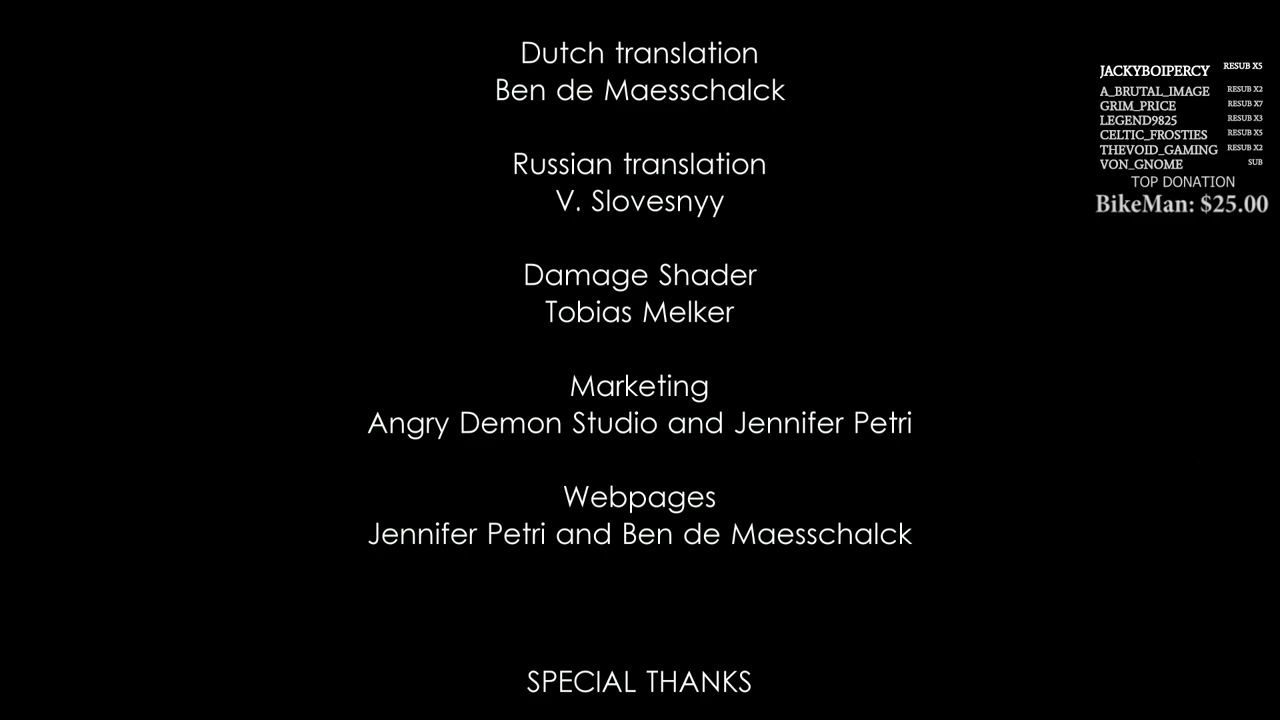 Dutch translation
Ben de Maesschalck
Russian translation
V. Slovesnyy
Damage Shader
Tobias Melker
Marketing
Angry Demon Studio and Jennifer Petri
Webpages
Jennifer Petri and Ben de Maesschalck
SPECIAL THANKS
JACKYBOIPERCY RESUB X5
A_BRUTAL_IMAGE RESUB X2
GRIM_PRICE RESUB X7
LEGEND9825 RESUB X3
CELTIC_FROSTIES RESUB X5
THEVOID_GAMING RESUB X2
VON_GNOME SUB
TOP DONATION
BikeMan: $25.00